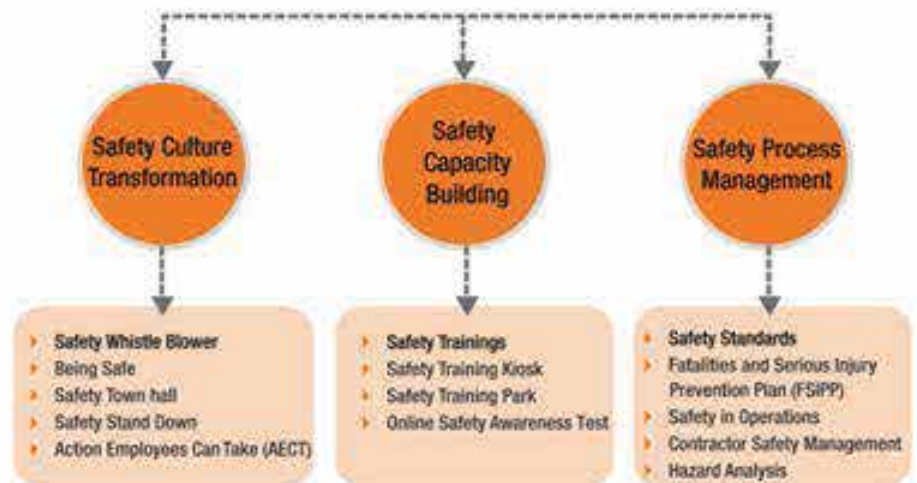 Safety Culture
Transformation
Safety
Capacity
Building
Safety Process
Management
Safety Whistle Blower
Being Safe
Safety Town hall
Safety Stand Down
Action Employees Can Take (AECT)
Safety Trainings
Safety Training Kiosk
Safety Training Park
Online Safety Awareness Test
Safety Standards
Fatalities and Serious Injury
Prevention Plan (FSIPP)
Safety in Operations
Contractor Safety Management
Hazard Analysis